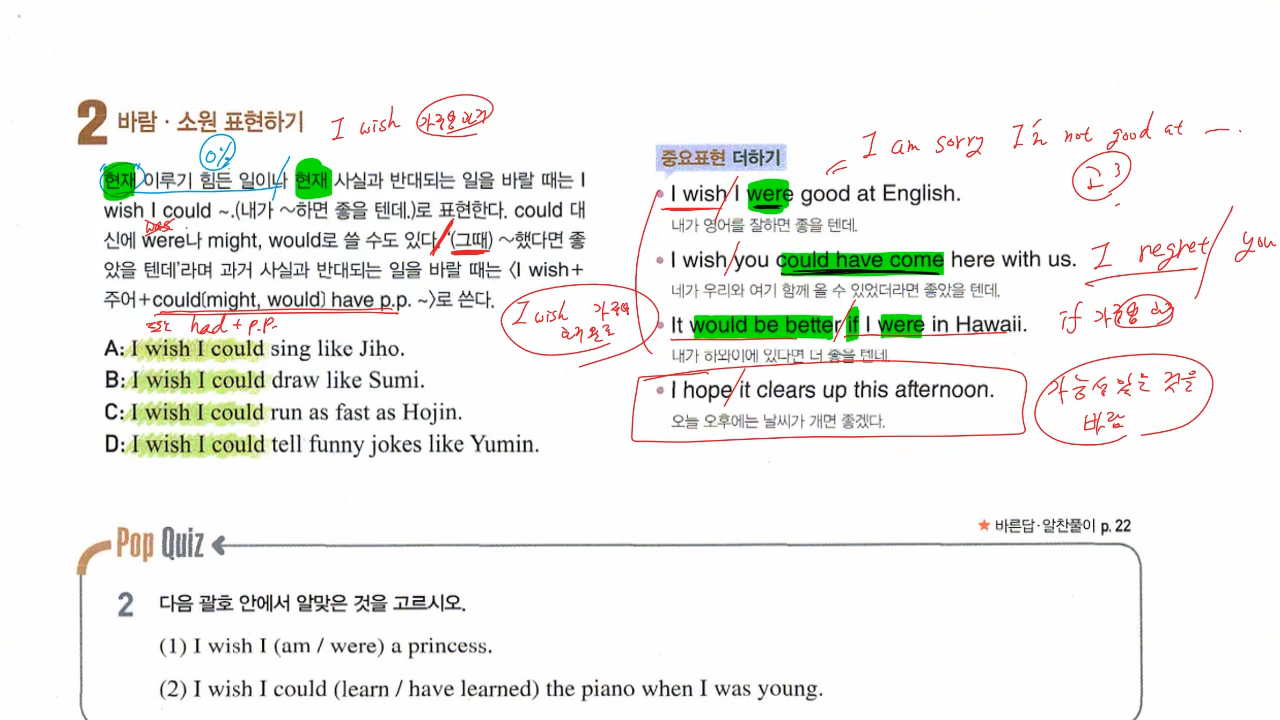 2 바람·소원 표현하기
I wish 가주용 과거
0%
현재 이루기 힘든 일이나 현재 사실과 반대되는 일을 바랄 때는 I
wish I could ~.(내가 ~하면 좋을 텐데.)로 표현한다. could 대
was
신에 were나 might, would로 쓸 수도 있다. '(그때) ~했다면 좋
았을 텐데'라며 과거 사실과 반대되는 일을 바랄 때는 〈I wish+
주어+could(might, would) have p.p. ~〉로 쓴다.
또는 had + p.p.
A: I wish I could sing like Jiho.
B: I wish I could draw like Sumi.
C: I wish I could run as fast as Hojin.
D: I wish I could tell funny jokes like Yumin.
중요표현 더하기
I am sorry I'm not good at
• I wish I were good at English.
내가 영어를 잘하면 좋을 텐데.
• I wish you could have come here with us.
I regret / you
네가 우리와 여기 함께 올 수 있었더라면 좋았을 텐데.
I wish
• It would be better if I were in Hawaii.
if
내가 하와이에 있다면 더 좋을 텐데.
• I hope it clears up this afternoon.
오늘 오후에는 날씨가 개면 좋겠다.
가능성 있는 것을
바람
★ 바른답·알찬풀이 p. 22
Pop Quiz
2 다음 괄호 안에서 알맞은 것을 고르시오.
(1) I wish I (am / were) a princess.
(2) I wish I could (learn / have learned) the piano when I was young.